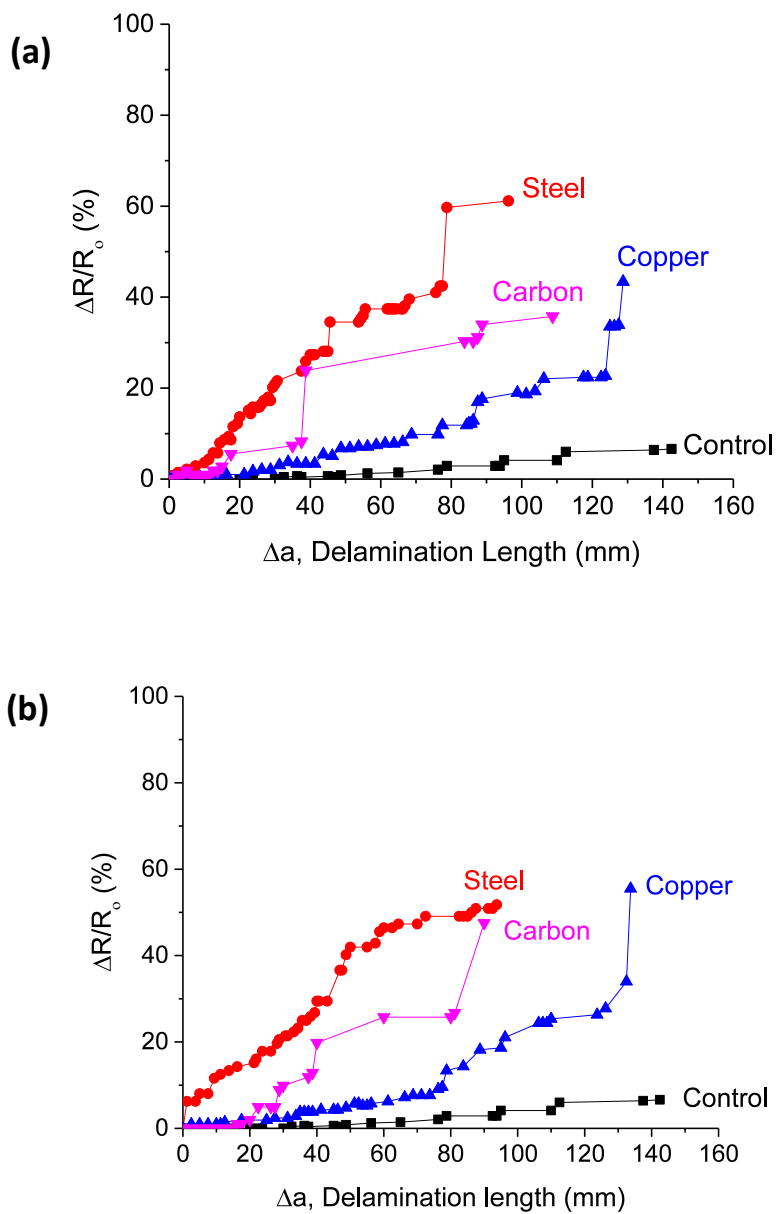 (a)
100
80
60
40
20
0
ΔR/R₀ (%)
Steel
Copper
Carbon
Control
0 20 40 60 80 100 120 140 160
Δa, Delamination Length (mm)
(b)
100
80
60
40
20
0
ΔR/R₀ (%)
Steel
Copper
Carbon
Control
0 20 40 60 80 100 120 140 160
Δa, Delamination length (mm)